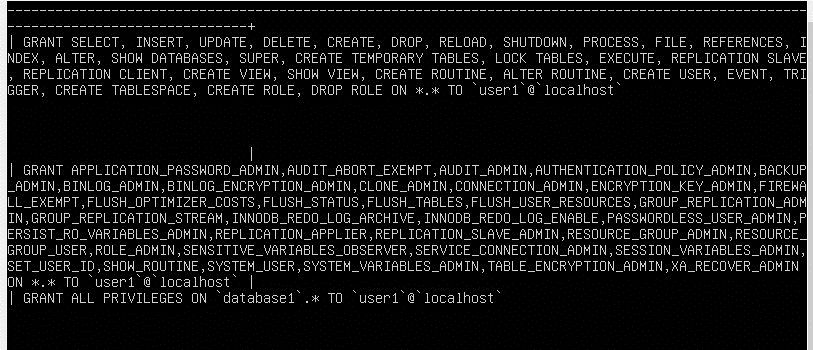 ------------------------------+
| GRANT SELECT, INSERT, UPDATE, DELETE, CREATE, DROP, RELOAD, SHUTDOWN, PROCESS, FILE, REFERENCES, I
NDEX, ALTER, SHOW DATABASES, SUPER, CREATE TEMPORARY TABLES, LOCK TABLES, EXECUTE, REPLICATION SLAVE
, REPLICATION CLIENT, CREATE VIEW, SHOW VIEW, CREATE ROUTINE, ALTER ROUTINE, CREATE USER, EVENT, TRI
GGER, CREATE TABLESPACE, CREATE ROLE, DROP ROLE ON *.* TO `user1`@`localhost`
|
| GRANT APPLICATION_PASSWORD_ADMIN,AUDIT_ABORT_EXEMPT,AUDIT_ADMIN,AUTHENTICATION_POLICY_ADMIN,BACKUP
_ADMIN,BINLOG_ADMIN,BINLOG_ENCRYPTION_ADMIN,CLONE_ADMIN,CONNECTION_ADMIN,ENCRYPTION_KEY_ADMIN,FIREWA
LL_EXEMPT,FLUSH_OPTIMIZER_COSTS,FLUSH_STATUS,FLUSH_TABLES,FLUSH_USER_RESOURCES,GROUP_REPLICATION_ADM
IN,GROUP_REPLICATION_STREAM,INNODB_REDO_LOG_ARCHIVE,INNODB_REDO_LOG_ENABLE,PASSWORDLESS_USER_ADMIN,P
ERSIST_RO_VARIABLES_ADMIN,REPLICATION_APPLIER,REPLICATION_SLAVE_ADMIN,RESOURCE_GROUP_ADMIN,RESOURCE_
GROUP_USER,ROLE_ADMIN,SENSITIVE_VARIABLES_OBSERVER,SERVICE_CONNECTION_ADMIN,SESSION_VARIABLES_ADMIN,
SET_USER_ID,SHOW_ROUTINE,SYSTEM_USER,SYSTEM_VARIABLES_ADMIN,TABLE_ENCRYPTION_ADMIN,XA_RECOVER_ADMIN
ON *.* TO `user1`@`localhost` |
| GRANT ALL PRIVILEGES ON `database1`.* TO `user1`@`localhost`